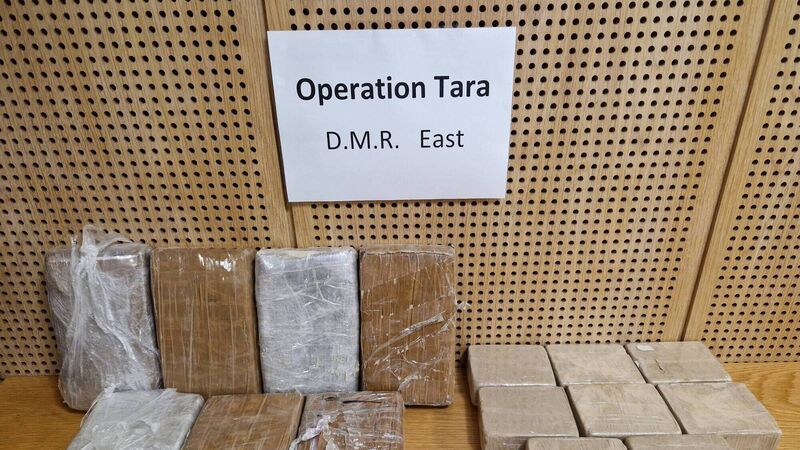 Operation Tara
D.M.R. East